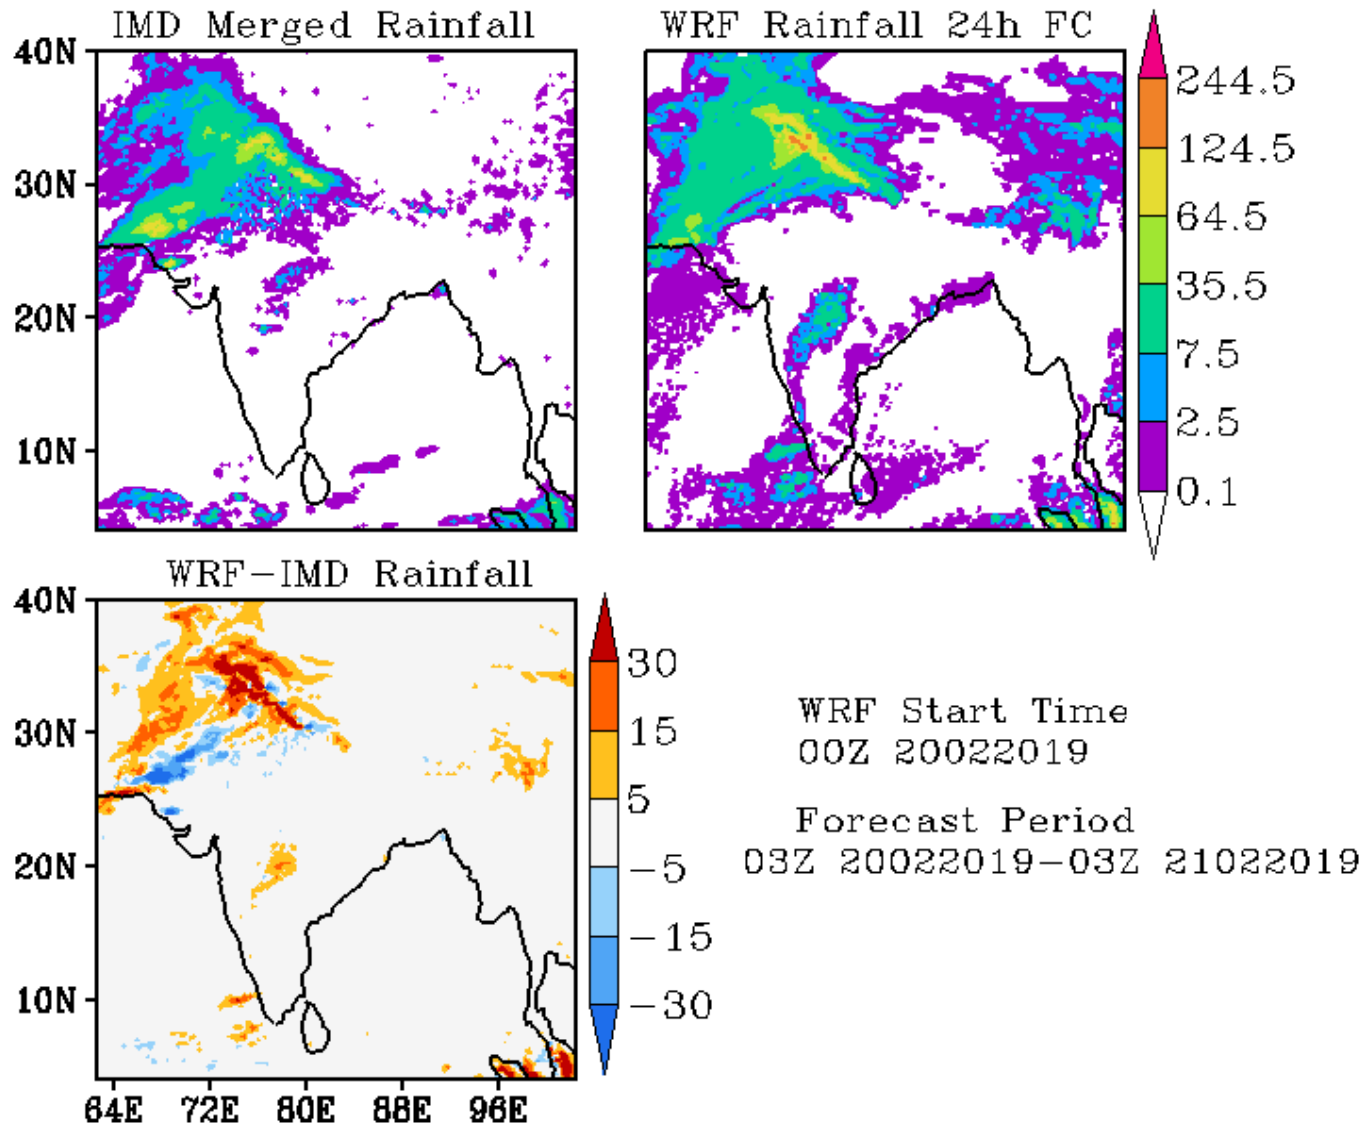 IMD Merged Rainfall
WRF Rainfall 24h FC
40N
30N
20N
10N
244.5
124.5
64.5
35.5
7.5
2.5
0.1
WRF-IMD Rainfall
40N
30N
20N
10N
64E 72E 80E 88E 96E
30
15
5
-5
-15
-30
WRF Start Time
00Z 20022019
Forecast Period
03Z 20022019-03Z 21022019